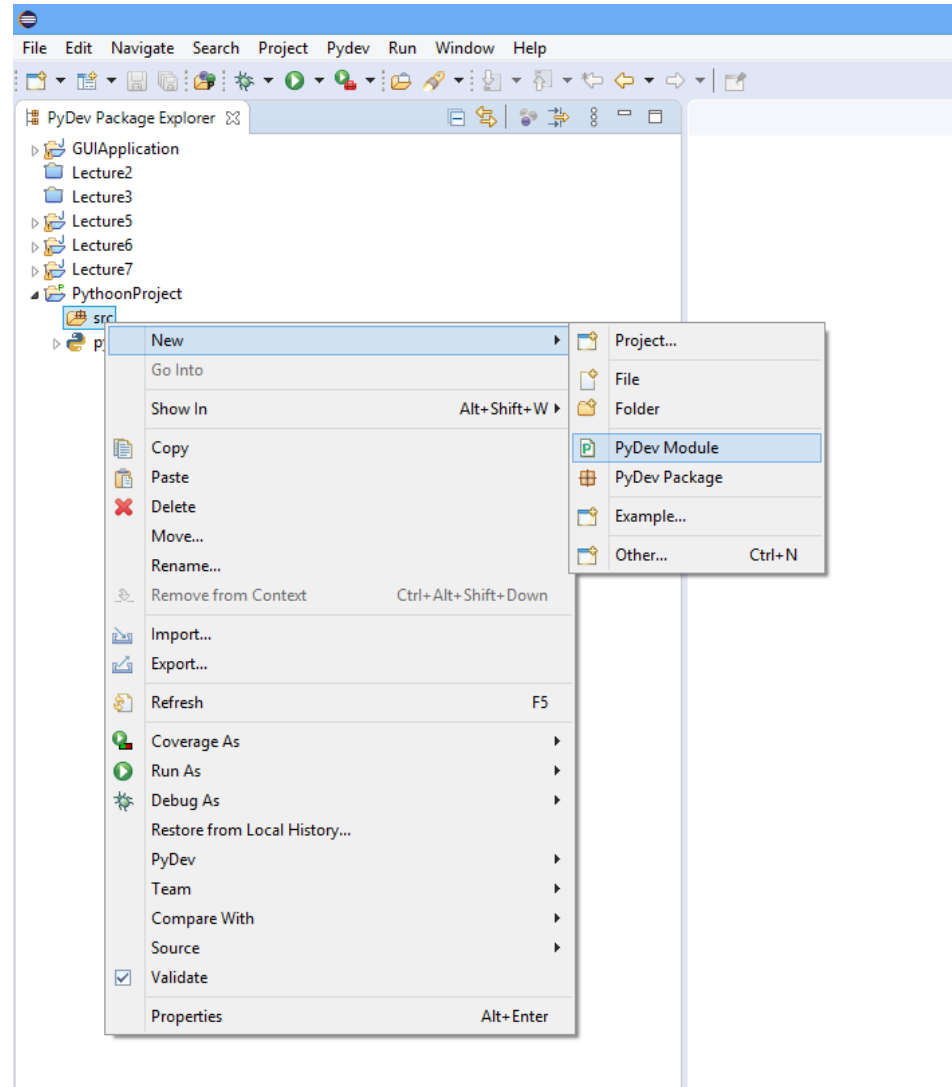 File Edit Navigate Search Project Pydev Run Window Help
PyDev Package Explorer
GUIApplication
Lecture2
Lecture3
Lecture5
Lecture6
Lecture7
PythoonProject
src
New
Go Into
Show In Alt+Shift+W
Copy
Paste
Delete
Move...
Rename...
Remove from Context Ctrl+Alt+Shift+Down
Import...
Export...
Refresh F5
Coverage As
Run As
Debug As
Restore from Local History...
PyDev
Team
Compare With
Source
Validate
Properties Alt+Enter
Project...
File
Folder
PyDev Module
PyDev Package
Example...
Other... Ctrl+N